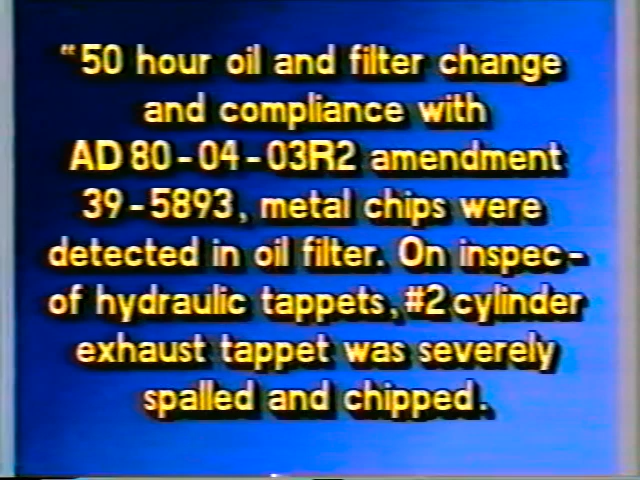 "50 hour oil and filter change
and compliance with
AD 80-04-03R2 amendment
39-5893, metal chips were
detected in oil filter. On inspec-
of hydraulic tappets, #2 cylinder
exhaust tappet was severely
spalled and chipped.